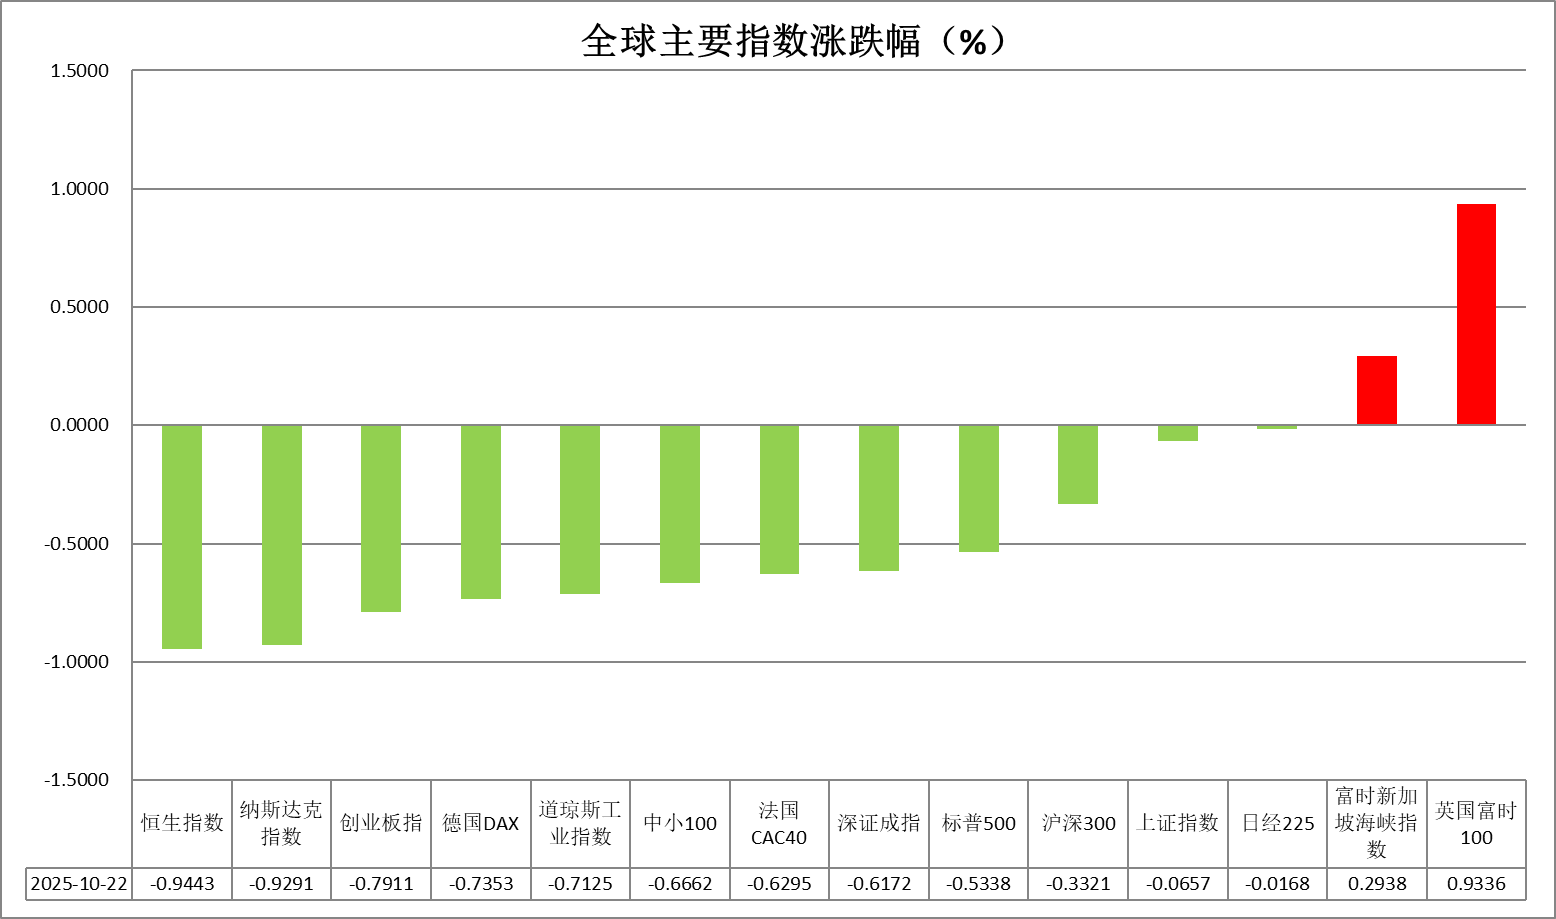 全球主要指数涨跌幅（%）
1.5000
1.0000
0.5000
0.0000
-0.5000
-1.0000
-1.5000
恒生指数
纳斯达克
指数
创业板指
德国DAX
道琼斯工
业指数
中小100
法国
CAC40
深证成指
标普500
沪深300
上证指数
日经225
富时新加
坡海峡指
数
英国富时
100
2025-10-22 -0.9443 -0.9291 -0.7911 -0.7353 -0.7125 -0.6662 -0.6295 -0.6172 -0.5338 -0.3321 -0.0657 -0.0168 0.2938 0.9336